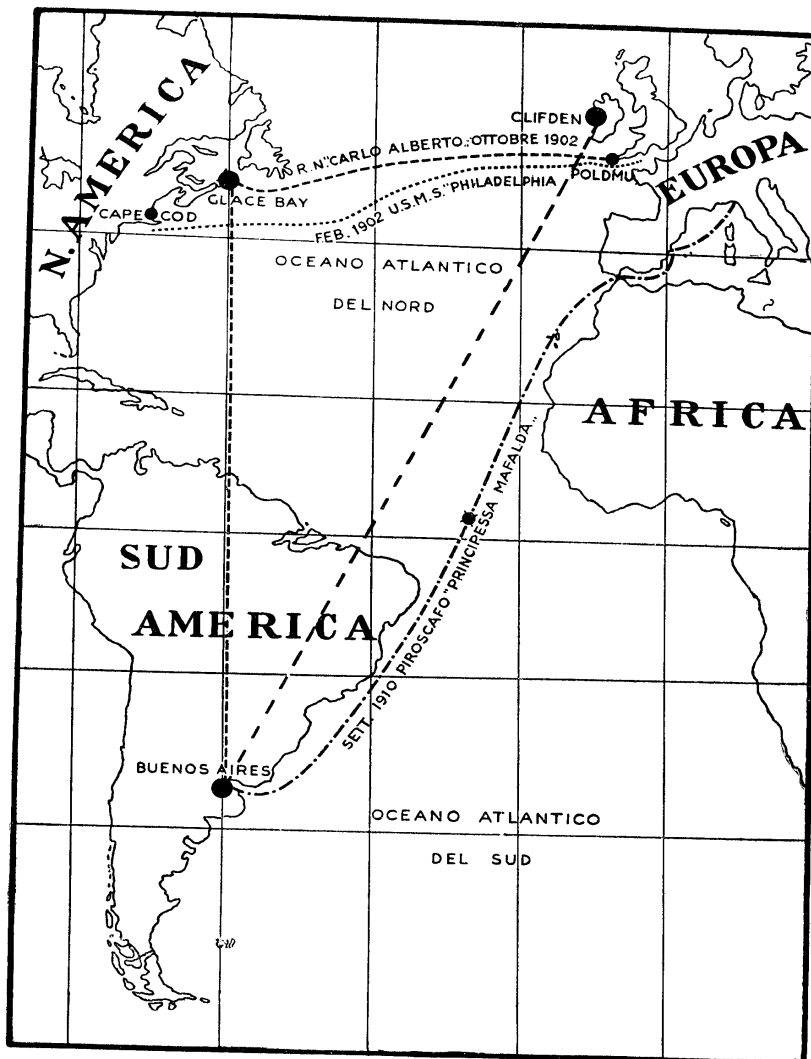 N. AMERICA
CLIFDEN
R. N. "CARLO ALBERTO" OTTOBRE 1902
POLDMU
EUROPA
GLACE BAY
CAPE COD
FEB. 1902 U.S.M.S. "PHILADELPHIA
OCEANO ATLANTICO
DEL NORD
AFRICA
SUD
AMERICA
SETT. 1910 PIROSCAFO "PRINCIPESSA MAFALDA"
BUENOS AIRES
OCEANO ATLANTICO
DEL SUD